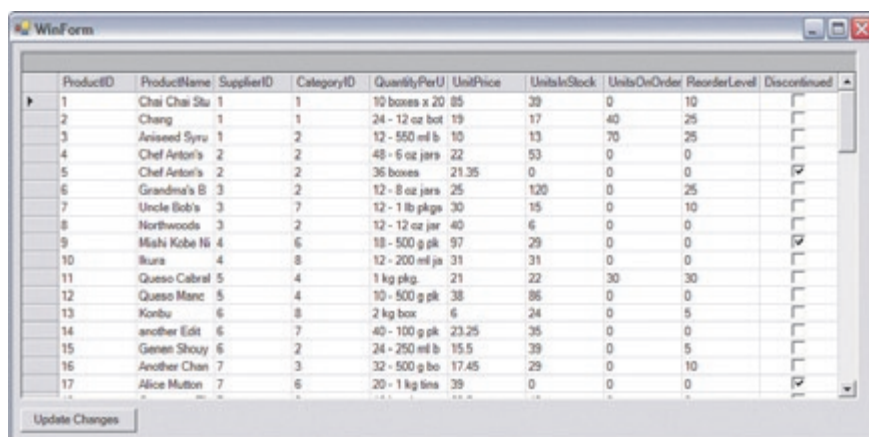 WinForm
ProductID ProductName SupplierID CategoryID QuantityPerU UnitPrice UnitsInStock UnitsOnOrder ReorderLevel Discontinued
1 Chai Chai Stu 1 1 10 boxes x 20 85 39 0 10
2 Chang 1 1 24 - 12 oz bot 19 17 40 25
3 Aniseed Syru 1 2 12 - 550 ml b 10 13 70 25
4 Chef Anton's 2 2 48 - 6 oz jars 22 53 0 0
5 Chef Anton's 2 2 36 boxes 21.35 0 0 0
6 Grandma's B 3 2 12 - 8 oz jars 25 120 0 25
7 Uncle Bob's 3 7 12 - 1 lb pkgs 30 15 0 10
8 Northwoods 3 2 12 - 12 oz jar 40 6 0 0
9 Mishi Kobe Ni 4 6 18 - 500 g pk 97 29 0 0
10 Ikura 4 8 12 - 200 ml ja 31 31 0 0
11 Queso Cabral 5 4 1 kg pkg. 21 22 30 30
12 Queso Manc 5 4 10 - 500 g pk 38 86 0 0
13 Konbu 6 8 2 kg box 6 24 0 5
14 another Edit 6 7 40 - 100 g pk 23.25 35 0 0
15 Genen Shouy 6 2 24 - 250 ml b 15.5 39 0 5
16 Another Chan 7 3 32 - 500 g bo 17.45 29 0 10
17 Alice Mutton 7 6 20 - 1 kg tins 39 0 0 0
Update Changes